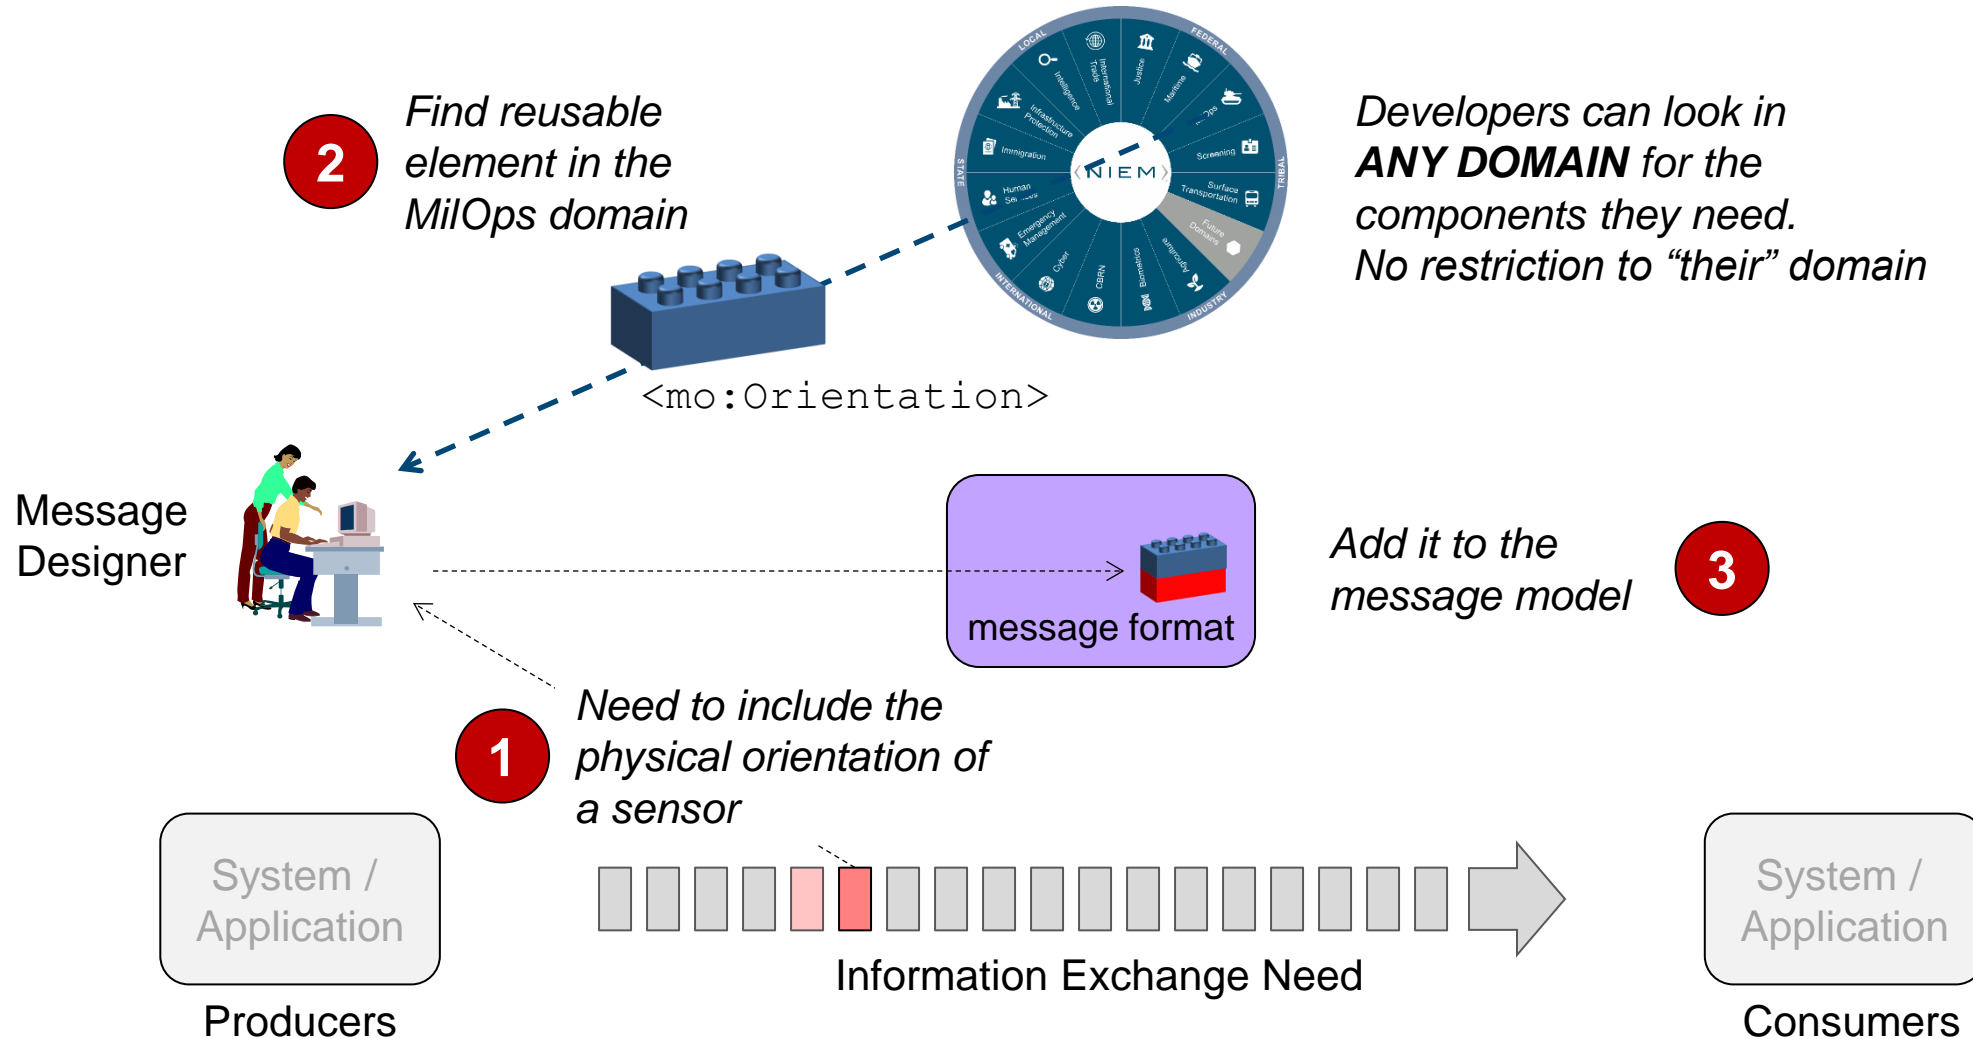 2
Find reusable
element in the
MilOps domain
LOCAL
FEDERAL
TRIBAL
INDUSTRY
INTERNATIONAL
STATE
International
Trade
Justice
Maritime
Screening
Surface
Transportation
Future
Domains
Agriculture
Biometrics
CBRN
Cyber
Emergency
Management
Human
Immigration
Infrastructure
Protection
Intelligence
NIEM
Developers can look in
ANY DOMAIN for the
components they need.
No restriction to “their” domain
<mo:Orientation>
Message
Designer
message format
Add it to the
message model
3
1
Need to include the
physical orientation of
a sensor
System /
Application
Producers
Information Exchange Need
System /
Application
Consumers